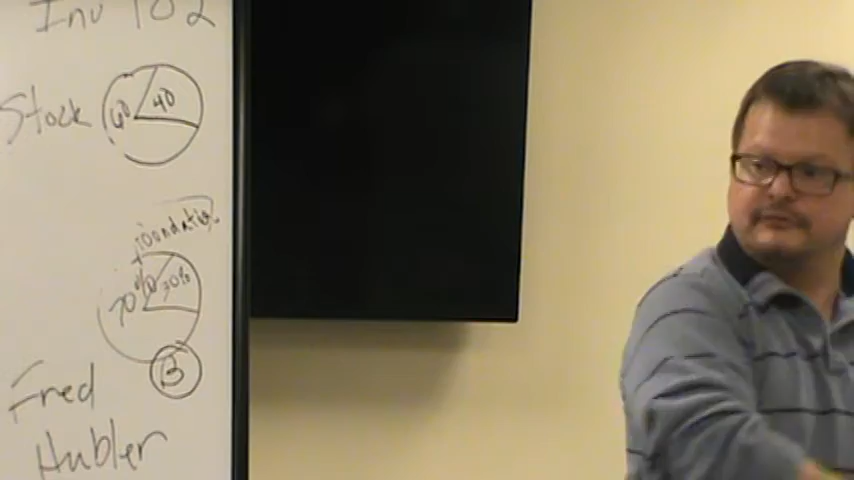 Inv 102
Stock
60
40
foundation
70%
30%
B
Fred
Hubler